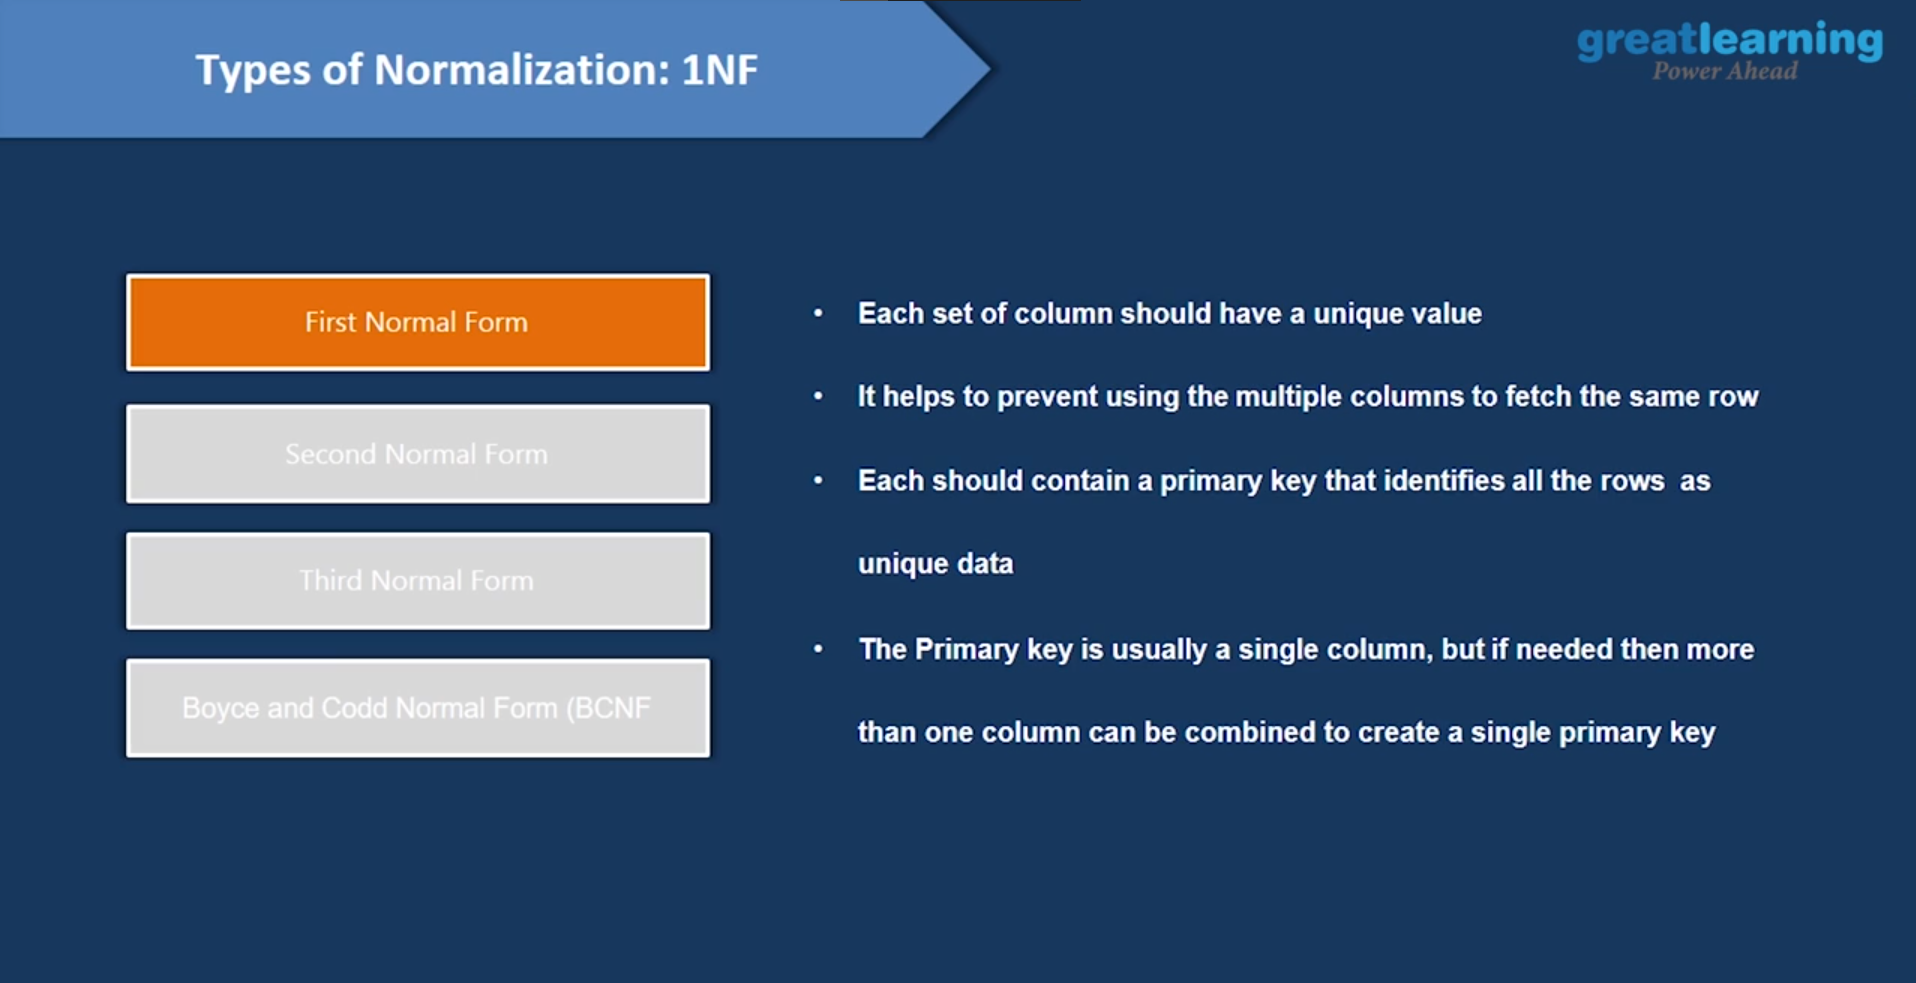 Types of Normalization: 1NF
greatlearning
Power Ahead
First Normal Form
Second Normal Form
Third Normal Form
Boyce and Codd Normal Form (BCNF
• Each set of column should have a unique value
• It helps to prevent using the multiple columns to fetch the same row
• Each should contain a primary key that identifies all the rows as
unique data
• The Primary key is usually a single column, but if needed then more
than one column can be combined to create a single primary key